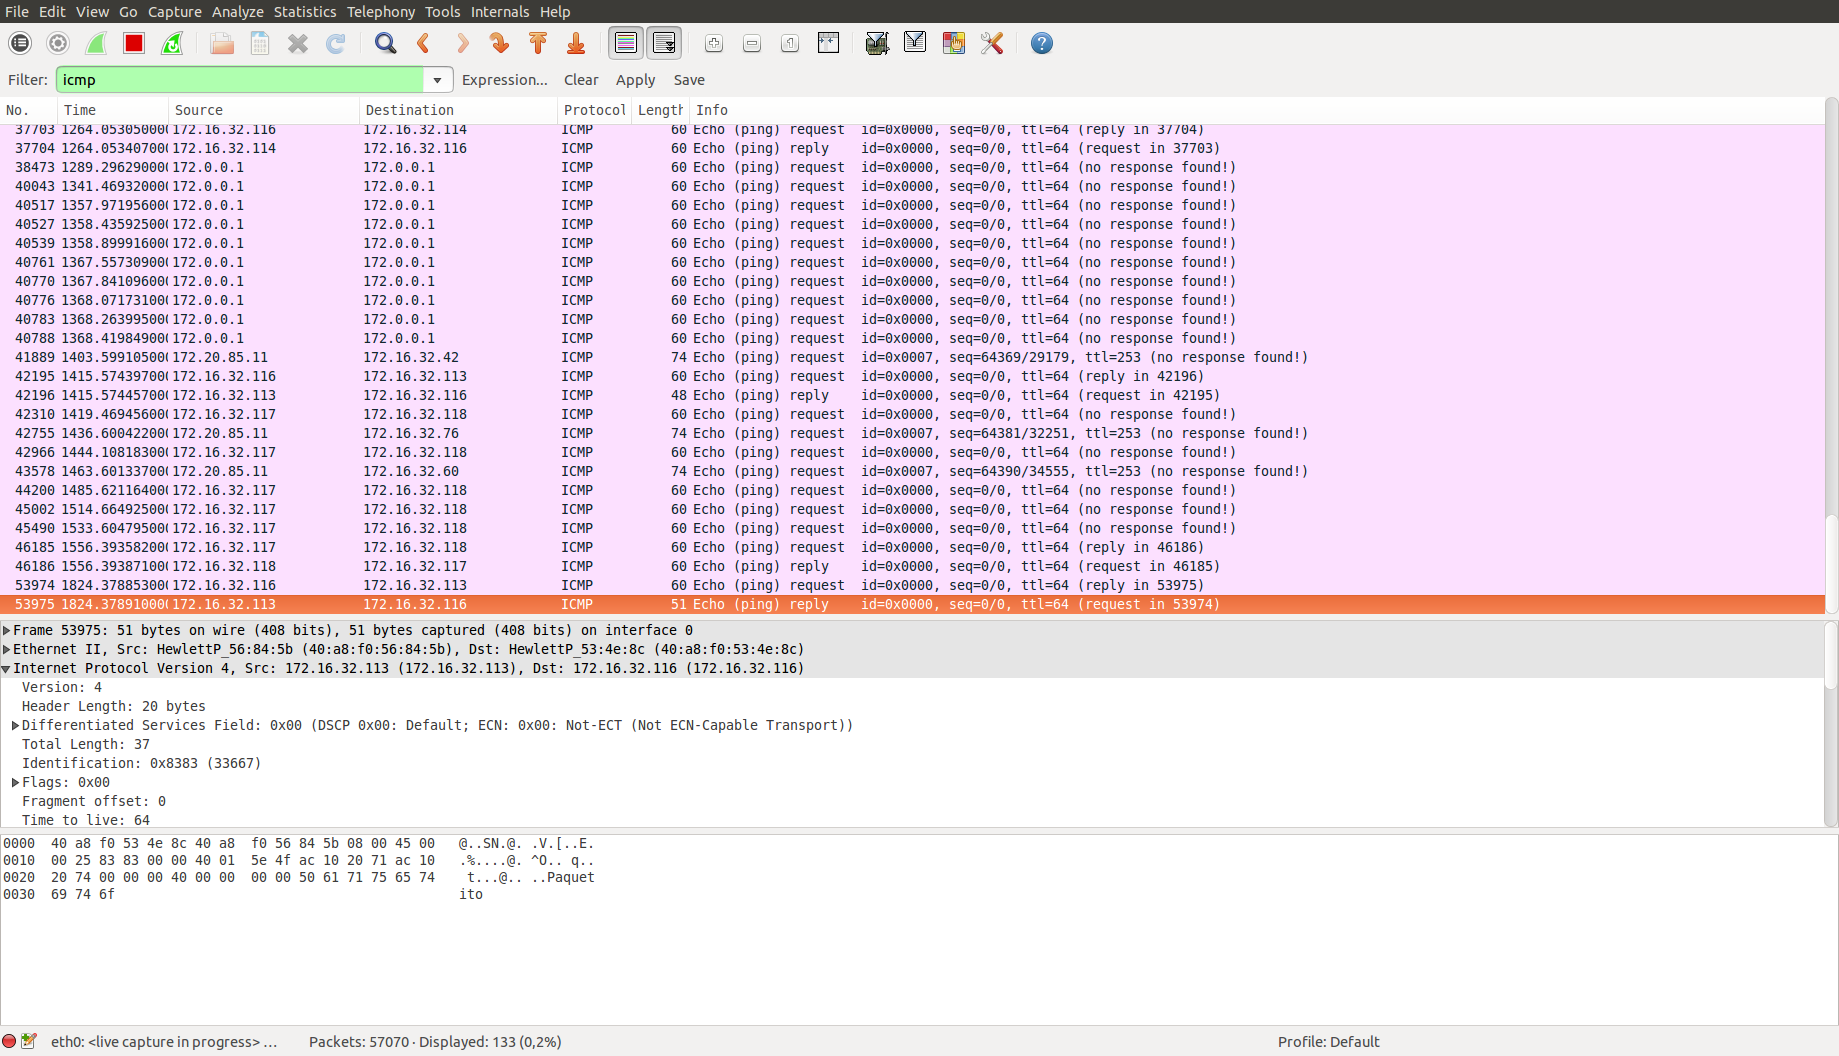 File Edit View Go Capture Analyze Statistics Telephony Tools Internals Help
Filter: icmp Expression... Clear Apply Save
No. Time Source Destination Protocol Length Info
37703 1264.053050000 172.16.32.116 172.16.32.114 ICMP 60 Echo (ping) request id=0x0000, seq=0/0, ttl=64 (reply in 37704)
37704 1264.053407000 172.16.32.114 172.16.32.116 ICMP 60 Echo (ping) reply id=0x0000, seq=0/0, ttl=64 (request in 37703)
38473 1289.296290000 172.0.0.1 172.0.0.1 ICMP 60 Echo (ping) request id=0x0000, seq=0/0, ttl=64 (no response found!)
40043 1341.469320000 172.0.0.1 172.0.0.1 ICMP 60 Echo (ping) request id=0x0000, seq=0/0, ttl=64 (no response found!)
40517 1357.971956000 172.0.0.1 172.0.0.1 ICMP 60 Echo (ping) request id=0x0000, seq=0/0, ttl=64 (no response found!)
40527 1358.435925000 172.0.0.1 172.0.0.1 ICMP 60 Echo (ping) request id=0x0000, seq=0/0, ttl=64 (no response found!)
40539 1358.899916000 172.0.0.1 172.0.0.1 ICMP 60 Echo (ping) request id=0x0000, seq=0/0, ttl=64 (no response found!)
40761 1367.557309000 172.0.0.1 172.0.0.1 ICMP 60 Echo (ping) request id=0x0000, seq=0/0, ttl=64 (no response found!)
40770 1367.841096000 172.0.0.1 172.0.0.1 ICMP 60 Echo (ping) request id=0x0000, seq=0/0, ttl=64 (no response found!)
40776 1368.071731000 172.0.0.1 172.0.0.1 ICMP 60 Echo (ping) request id=0x0000, seq=0/0, ttl=64 (no response found!)
40783 1368.263995000 172.0.0.1 172.0.0.1 ICMP 60 Echo (ping) request id=0x0000, seq=0/0, ttl=64 (no response found!)
40788 1368.419849000 172.0.0.1 172.0.0.1 ICMP 60 Echo (ping) request id=0x0000, seq=0/0, ttl=64 (no response found!)
41889 1403.599105000 172.20.85.11 172.16.32.42 ICMP 74 Echo (ping) request id=0x0007, seq=64369/29179, ttl=253 (no response found!)
42195 1415.574397000 172.16.32.116 172.16.32.113 ICMP 60 Echo (ping) request id=0x0000, seq=0/0, ttl=64 (reply in 42196)
42196 1415.574457000 172.16.32.113 172.16.32.116 ICMP 48 Echo (ping) reply id=0x0000, seq=0/0, ttl=64 (request in 42195)
42310 1419.469456000 172.16.32.117 172.16.32.118 ICMP 60 Echo (ping) request id=0x0000, seq=0/0, ttl=64 (no response found!)
42755 1436.600422000 172.20.85.11 172.16.32.76 ICMP 74 Echo (ping) request id=0x0007, seq=64381/32251, ttl=253 (no response found!)
42966 1444.108183000 172.16.32.117 172.16.32.118 ICMP 60 Echo (ping) request id=0x0000, seq=0/0, ttl=64 (no response found!)
43578 1463.601337000 172.20.85.11 172.16.32.60 ICMP 74 Echo (ping) request id=0x0007, seq=64390/34555, ttl=253 (no response found!)
44200 1485.621164000 172.16.32.117 172.16.32.118 ICMP 60 Echo (ping) request id=0x0000, seq=0/0, ttl=64 (no response found!)
45002 1514.664925000 172.16.32.117 172.16.32.118 ICMP 60 Echo (ping) request id=0x0000, seq=0/0, ttl=64 (no response found!)
45490 1533.604795000 172.16.32.117 172.16.32.118 ICMP 60 Echo (ping) request id=0x0000, seq=0/0, ttl=64 (no response found!)
46185 1556.393582000 172.16.32.117 172.16.32.118 ICMP 60 Echo (ping) request id=0x0000, seq=0/0, ttl=64 (reply in 46186)
46186 1556.393871000 172.16.32.118 172.16.32.117 ICMP 60 Echo (ping) reply id=0x0000, seq=0/0, ttl=64 (request in 46185)
53974 1824.378853000 172.16.32.116 172.16.32.113 ICMP 60 Echo (ping) request id=0x0000, seq=0/0, ttl=64 (reply in 53975)
53975 1824.378910000 172.16.32.113 172.16.32.116 ICMP 51 Echo (ping) reply id=0x0000, seq=0/0, ttl=64 (request in 53974)
Frame 53975: 51 bytes on wire (408 bits), 51 bytes captured (408 bits) on interface 0
Ethernet II, Src: HewlettP_56:84:5b (40:a8:f0:56:84:5b), Dst: HewlettP_53:4e:8c (40:a8:f0:53:4e:8c)
Internet Protocol Version 4, Src: 172.16.32.113 (172.16.32.113), Dst: 172.16.32.116 (172.16.32.116)
Version: 4
Header Length: 20 bytes
Differentiated Services Field: 0x00 (DSCP 0x00: Default; ECN: 0x00: Not-ECT (Not ECN-Capable Transport))
Total Length: 37
Identification: 0x8383 (33667)
Flags: 0x00
Fragment offset: 0
Time to live: 64
0000 40 a8 f0 53 4e 8c 40 a8 f0 56 84 5b 08 00 45 00 @..SN.@. .V.[..E.
0010 00 25 83 83 00 00 40 01 5e 4f ac 10 20 71 ac 10 .%....@. ^O.. q..
0020 20 74 00 00 00 40 00 00 00 00 50 61 71 75 65 74 t...@.. ..Paquet
0030 69 74 6f ito
eth0: <live capture in progress> ... Packets: 57070 · Displayed: 133 (0,2%) Profile: Default